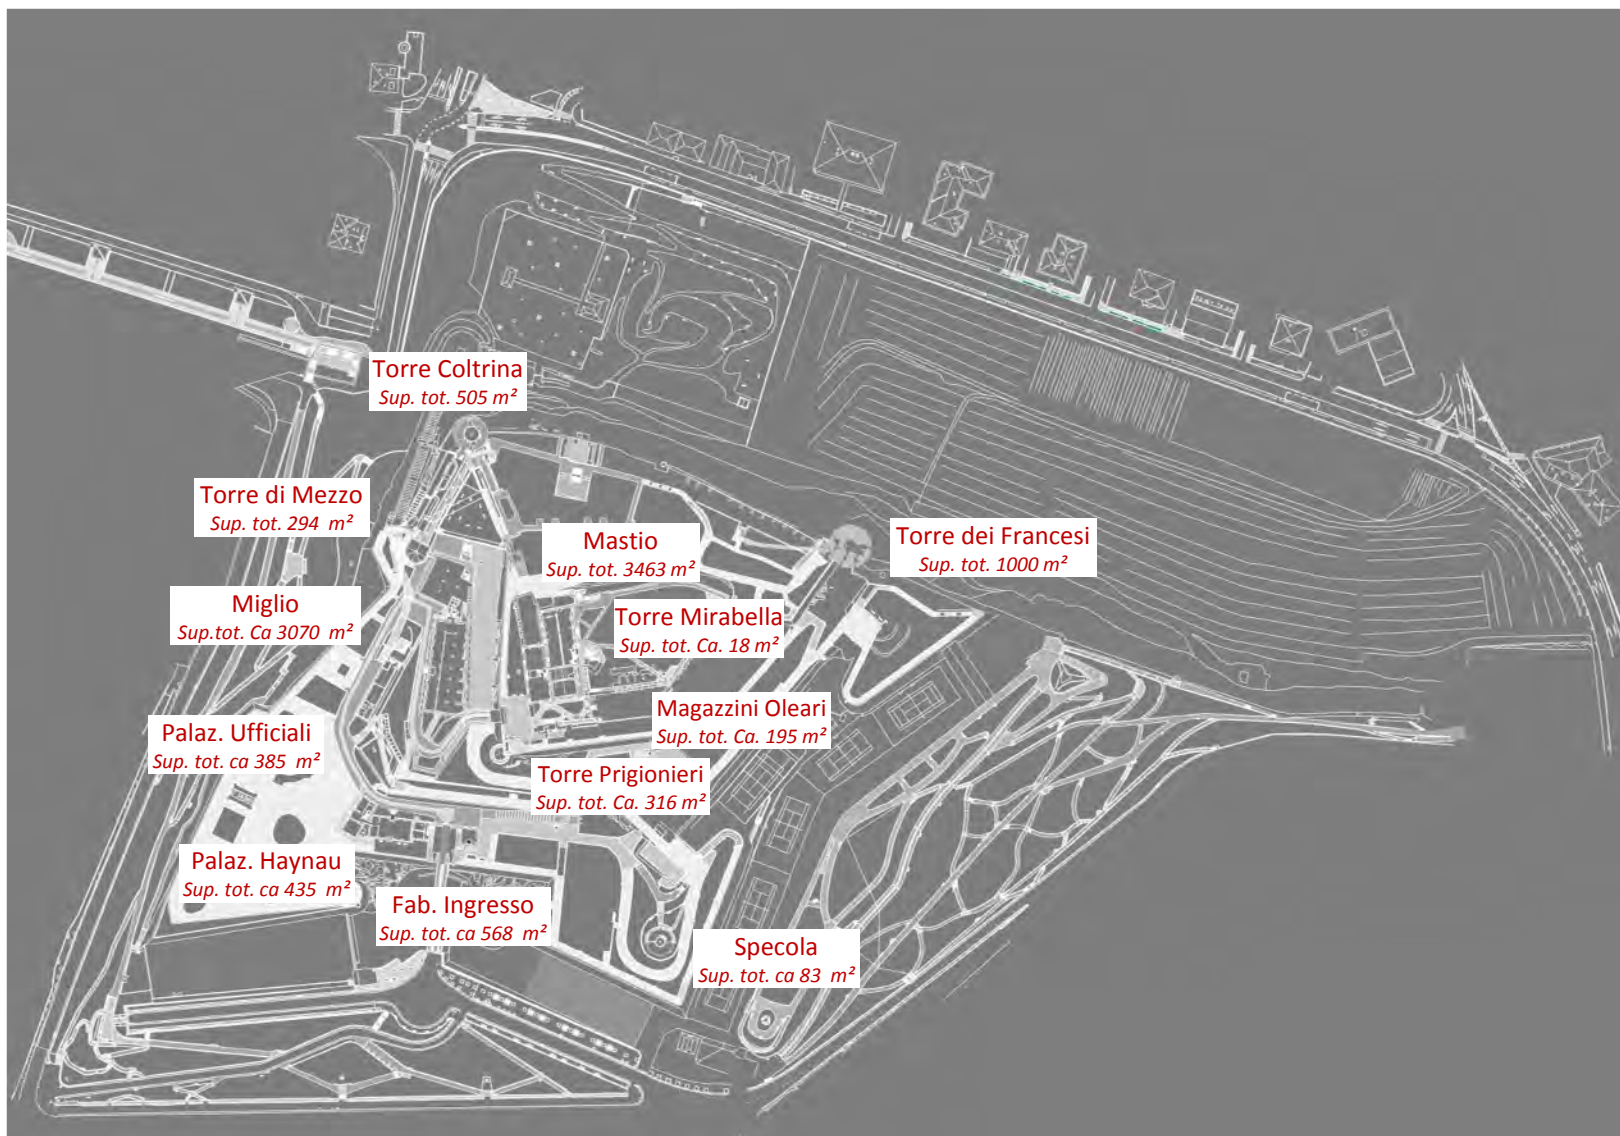 Torre Coltrina
Sup. tot. 505 m²
Torre di Mezzo
Sup. tot. 294 m²
Mastio
Sup. tot. 3463 m²
Torre dei Francesi
Sup. tot. 1000 m²
Miglio
Sup.tot. Ca 3070 m²
Torre Mirabella
Sup. tot. Ca. 18 m²
Magazzini Oleari
Sup. tot. Ca. 195 m²
Palaz. Ufficiali
Sup. tot. ca 385 m²
Torre Prigionieri
Sup. tot. Ca. 316 m²
Palaz. Haynau
Sup. tot. ca 435 m²
Fab. Ingresso
Sup. tot. ca 568 m²
Specola
Sup. tot. ca 83 m²